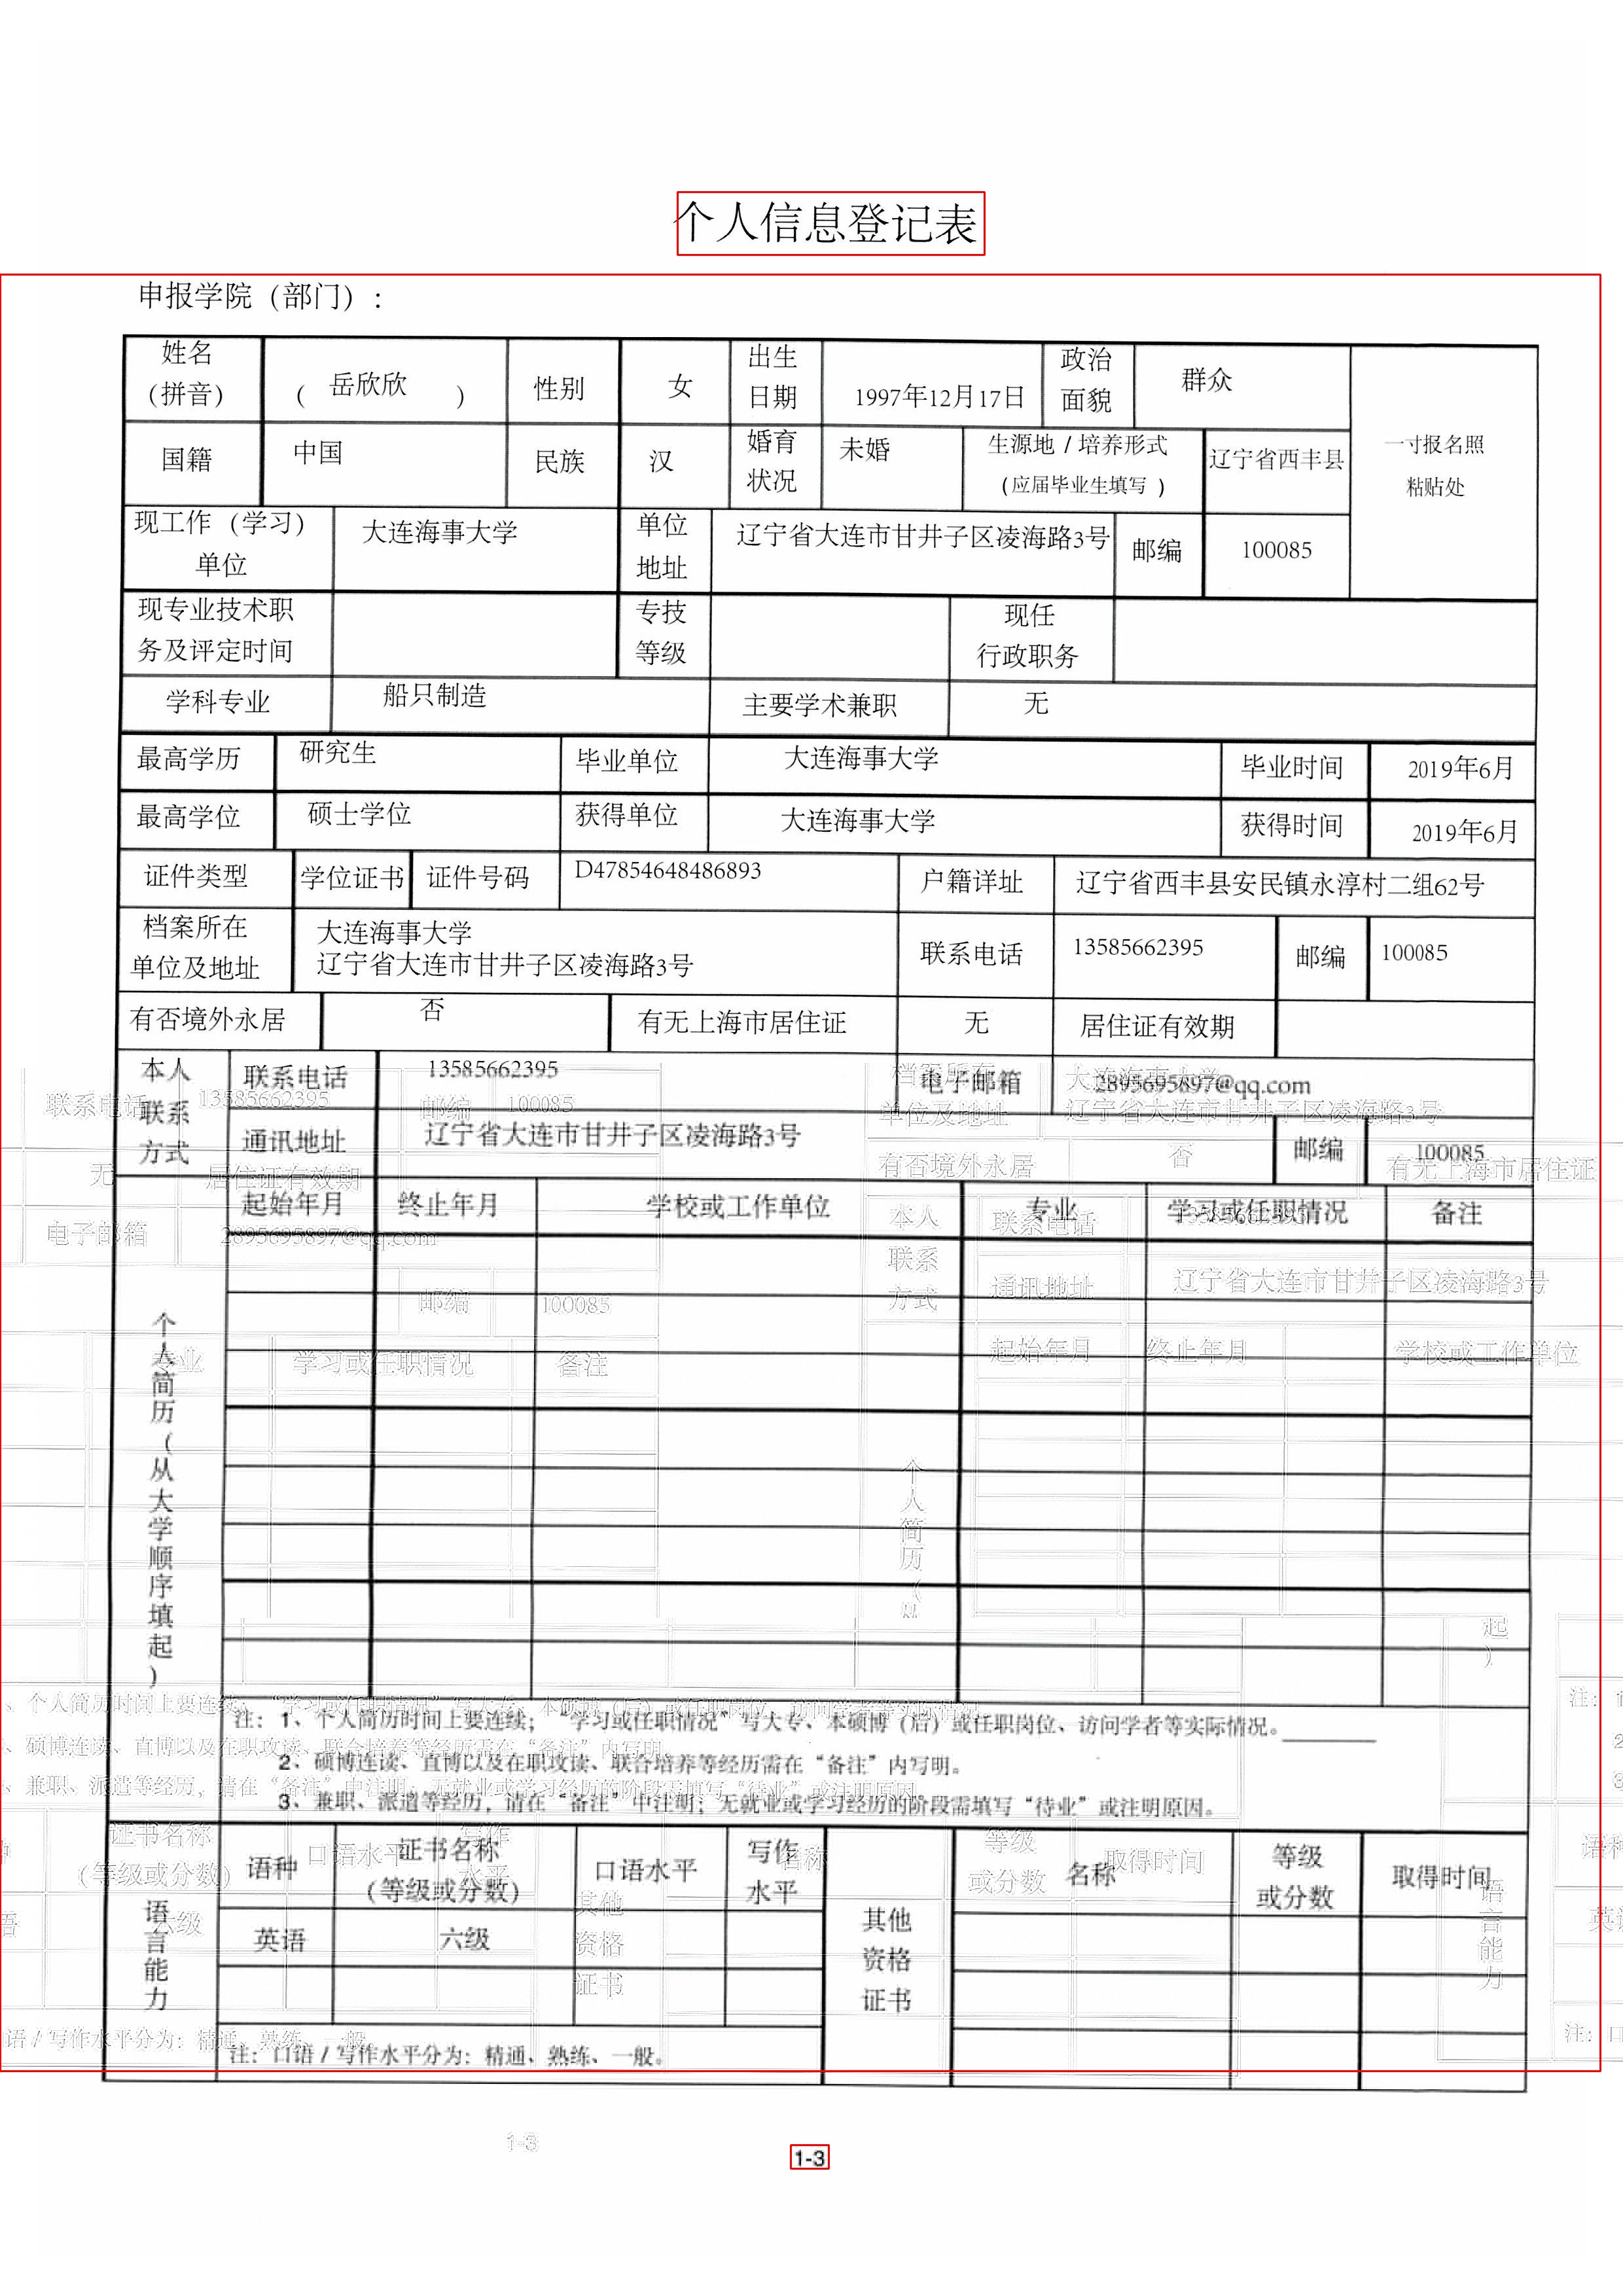 个人信息登记表
申报学院（部门）：
姓名
（拼音）
岳欣欣
（ ）
性别
女
出生
日期
1997年12月17日
政治
面貌
群众
一寸报名照
粘贴处
国籍
中国
民族
汉
婚育
状况
未婚
生源地 / 培养形式
（应届毕业生填写 ）
辽宁省西丰县
现工作（学习）
单位
大连海事大学
单位
地址
辽宁省大连市甘井子区凌海路3号
邮编
100085
现专业技术职
务及评定时间
专技
等级
现任
行政职务
学科专业
船只制造
主要学术兼职
无
最高学历
研究生
毕业单位
大连海事大学
毕业时间
2019年6月
最高学位
硕士学位
获得单位
大连海事大学
获得时间
2019年6月
证件类型
学位证书
证件号码
D47854648486893
户籍详址
辽宁省西丰县安民镇永淳村二组62号
档案所在
单位及地址
大连海事大学
辽宁省大连市甘井子区凌海路3号
联系电话
13585662395
邮编
100085
有否境外永居
否
有无上海市居住证
无
居住证有效期
本人
联系
方式
联系电话
13585662395
电子邮箱
2895695897@qq.com
通讯地址
辽宁省大连市甘井子区凌海路3号
邮编
100085
个人简历（从大学顺序填起）
起始年月
终止年月
学校或工作单位
专业
学习或任职情况
备注
注：1、个人简历时间上要连续；“学习或任职情况”写大专、本硕博（后）或任职岗位、访问学者等实际情况。
2、硕博连读、直博以及在职攻读、联合培养等经历需在“备注”内写明。
3、兼职、派遣等经历，请在“备注”中注明；无就业或学习经历的阶段需填写“待业”或注明原因。
语言能力
语种
证书名称
（等级或分数）
口语水平
写作
水平
其他
资格
证书
名称
等级
或分数
取得时间
英语
六级
注：口语 / 写作水平分为：精通、熟练、一般。
1-3